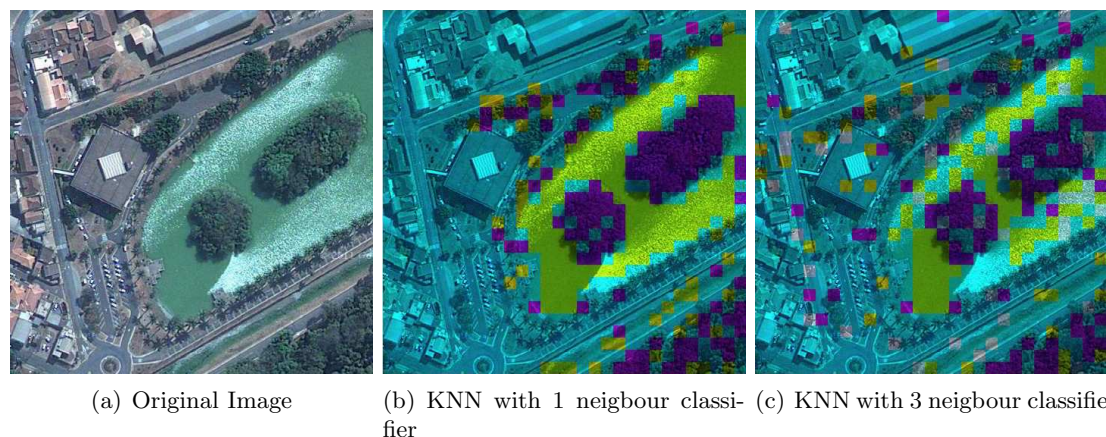 (a) Original Image
(b) KNN with 1 neigbour classi-
fier
(c) KNN with 3 neigbour classifie